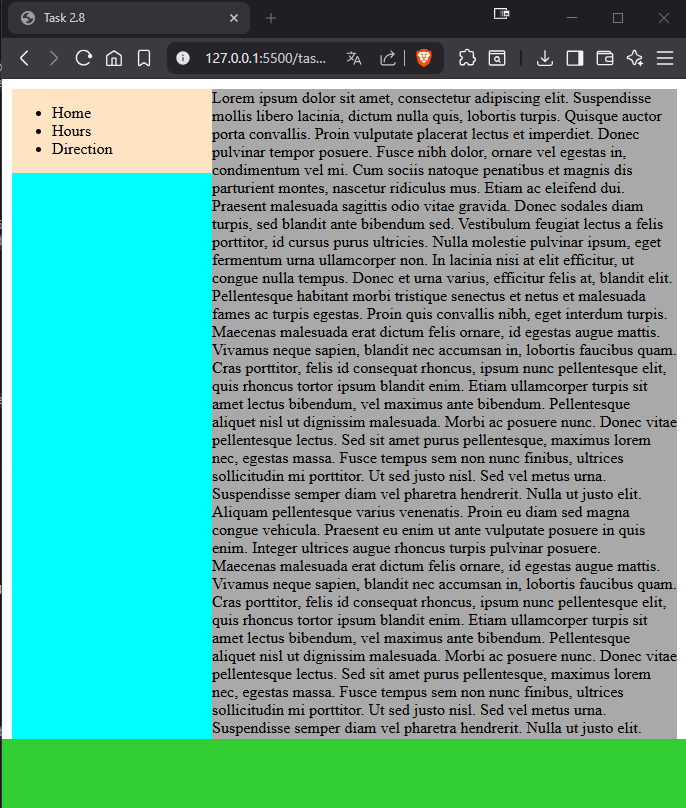 Task 2.8
127.0.0.1:5500/tas...
Home
Hours
Direction
Lorem ipsum dolor sit amet, consectetur adipiscing elit. Suspendisse
mollis libero lacinia, dictum nulla quis, lobortis turpis. Quisque auctor
porta convallis. Proin vulputate placerat lectus et imperdiet. Donec
pulvinar tempor posuere. Fusce nibh dolor, ornare vel egestas in,
condimentum vel mi. Cum sociis natoque penatibus et magnis dis
parturient montes, nascetur ridiculus mus. Etiam ac eleifend dui.
Praesent malesuada sagittis odio vitae gravida. Donec sodales diam
turpis, sed blandit ante bibendum sed. Vestibulum feugiat lectus a felis
porttitor, id cursus purus ultricies. Nulla molestie pulvinar ipsum, eget
fermentum urna ullamcorper non. In lacinia nisi at elit efficitur, ut
congue nulla tempus. Donec et urna varius, efficitur felis at, blandit elit.
Pellentesque habitant morbi tristique senectus et netus et malesuada
fames ac turpis egestas. Proin quis convallis nibh, eget interdum turpis.
Maecenas malesuada erat dictum felis ornare, id egestas augue mattis.
Vivamus neque sapien, blandit nec accumsan in, lobortis faucibus quam.
Cras porttitor, felis id consequat rhoncus, ipsum nunc pellentesque elit,
quis rhoncus tortor ipsum blandit enim. Etiam ullamcorper tempus est sit
amet lectus bibendum, vel maximus ante bibendum. Pellentesque
aliquet nisl ut dignissim malesuada. Morbi ac posuere nunc. Donec vitae
pellentesque lectus. Sed sit amet purus pellentesque, maximus lorem
nec, egestas massa. Fusce tempus sem non nunc finibus, ultrices
sollicitudin mi porttitor. Ut sed justo nisl. Sed vel metus urna.
Suspendisse semper diam vel pharetra hendrerit. Nulla ut justo elit.
Aliquam pellentesque varius venenatis. Proin eu diam sed magna
congue vehicula. Praesent eu enim ut ante vulputate posuere in quis
enim. Integer ultrices augue rhoncus turpis pulvinar posuere.
Maecenas malesuada erat dictum felis ornare, id egestas augue mattis.
Vivamus neque sapien, blandit nec accumsan in, lobortis faucibus quam.
Cras porttitor, felis id consequat rhoncus, ipsum nunc pellentesque elit,
quis rhoncus tortor ipsum blandit enim. Etiam ullamcorper turpis est sit
amet lectus bibendum, vel maximus ante bibendum. Pellentesque
aliquet nisl ut dignissim malesuada. Morbi ac posuere nunc. Donec vitae
pellentesque lectus. Sed sit amet purus pellentesque, maximus lorem
nec, egestas massa. Fusce tempus sem non nunc finibus, ultrices
sollicitudin mi porttitor. Ut sed justo nisl. Sed vel metus urna.
Suspendisse semper diam vel pharetra hendrerit. Nulla ut justo elit.